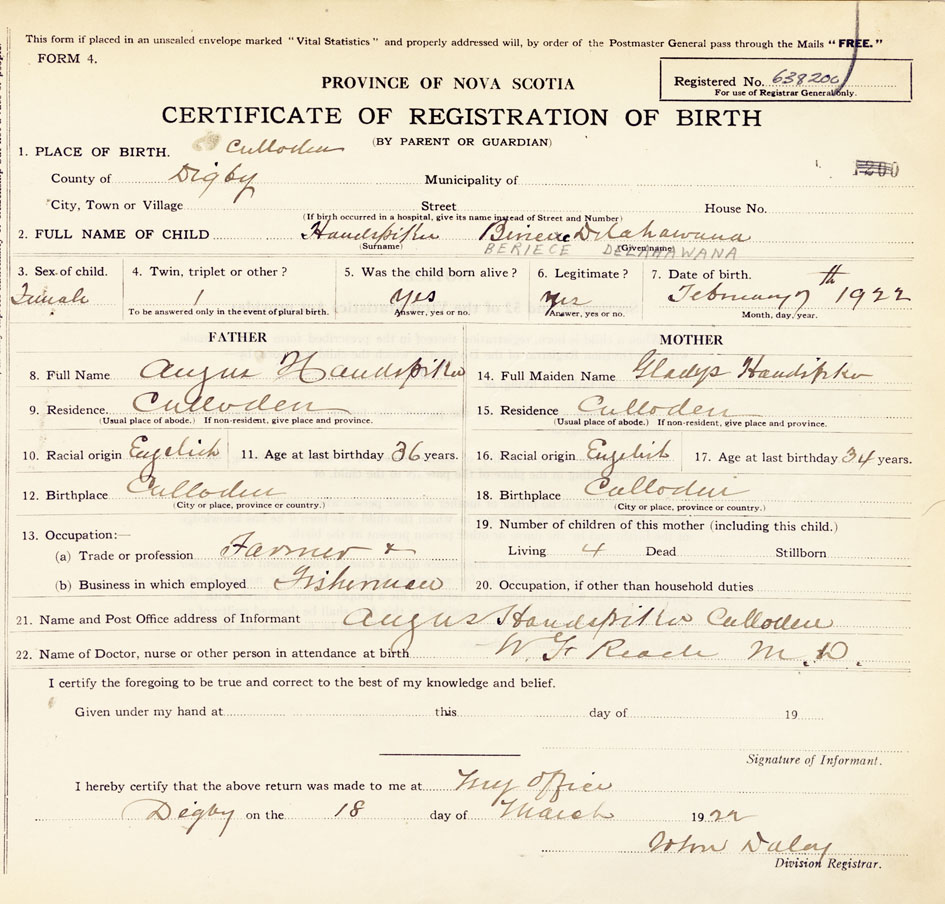 This form if placed in an unsealed envelope marked "Vital Statistics" and properly addressed will, by order of the Postmaster General pass through the Mails "FREE."
FORM 4.
PROVINCE OF NOVA SCOTIA
Registered No. 638200
For use of Registrar General only.
CERTIFICATE OF REGISTRATION OF BIRTH
(BY PARENT OR GUARDIAN)
1. PLACE OF BIRTH. Culloden
1200
County of Digby Municipality of
City, Town or Village Street House No.
(If birth occurred in a hospital, give its name instead of Street and Number)
2. FULL NAME OF CHILD Handspiker Beriece Delahawana
(Surname) (Given name)
BERIECE DELAHAWANA
3. Sex of child. 4. Twin, triplet or other? 5. Was the child born alive? 6. Legitimate? 7. Date of birth.
Female 1 Yes yes February 7th 1922
To be answered only in the event of plural birth. Answer, yes or no. Answer, yes or no. Month, day, year.
FATHER MOTHER
8. Full Name Angus Handspiker 14. Full Maiden Name Gladys Handspiker
9. Residence. Culloden 15. Residence Culloden
(Usual place of abode.) If non-resident, give place and province. (Usual place of abode.) If non-resident, give place and province.
10. Racial origin English 11. Age at last birthday 36 years. 16. Racial origin English 17. Age at last birthday 34 years.
12. Birthplace Culloden 18. Birthplace Culloden
(City or place, province or country.) (City or place, province or country.)
13. Occupation:— 19. Number of children of this mother (including this child.)
(a) Trade or profession Farmer & Living 4 Dead Stillborn
(b) Business in which employed Fisherman 20. Occupation, if other than household duties
21. Name and Post Office address of Informant Angus Handspiker Culloden
22. Name of Doctor, nurse or other person in attendance at birth W. F. M.D.
I certify the foregoing to be true and correct to the best of my knowledge and belief.
Given under my hand at this day of 19
Signature of Informant.
I hereby certify that the above return was made to me at My Office
Digby on the 18 day of March 1922
John Daley
Division Registrar.